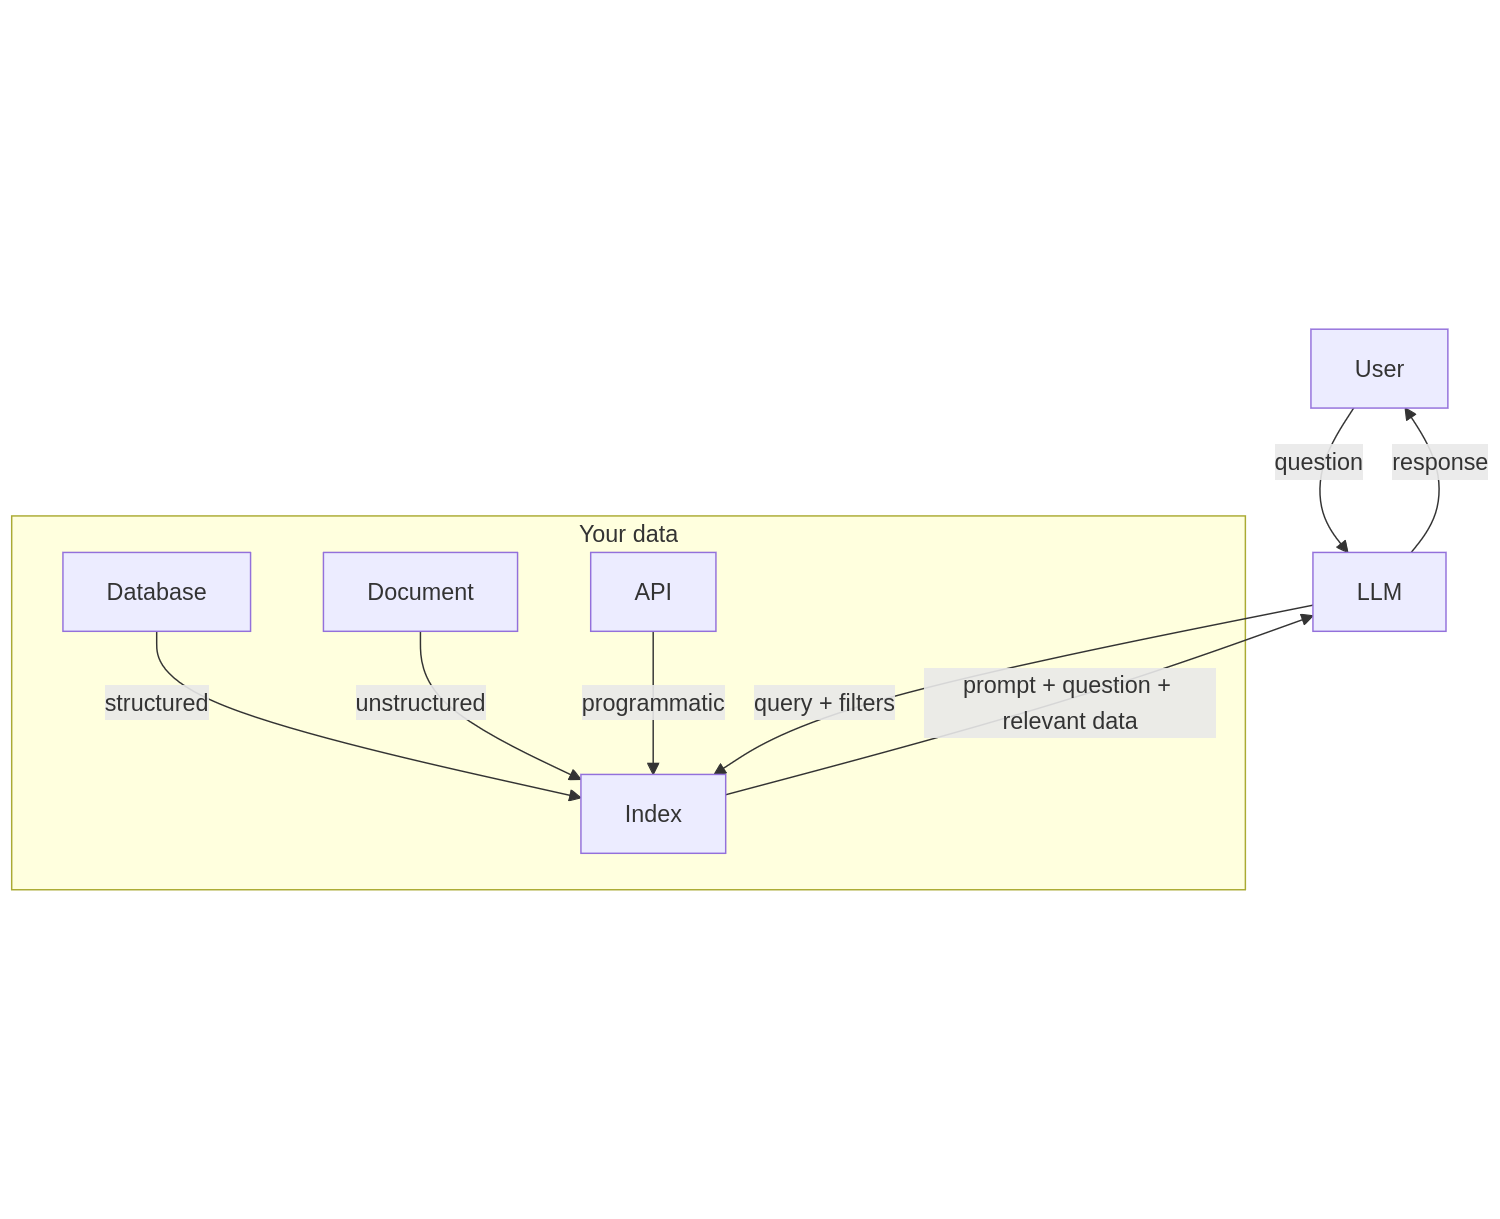 User
question
response
Your data
Database
Document
API
LLM
structured
unstructured
programmatic
query + filters
prompt + question +
relevant data
Index